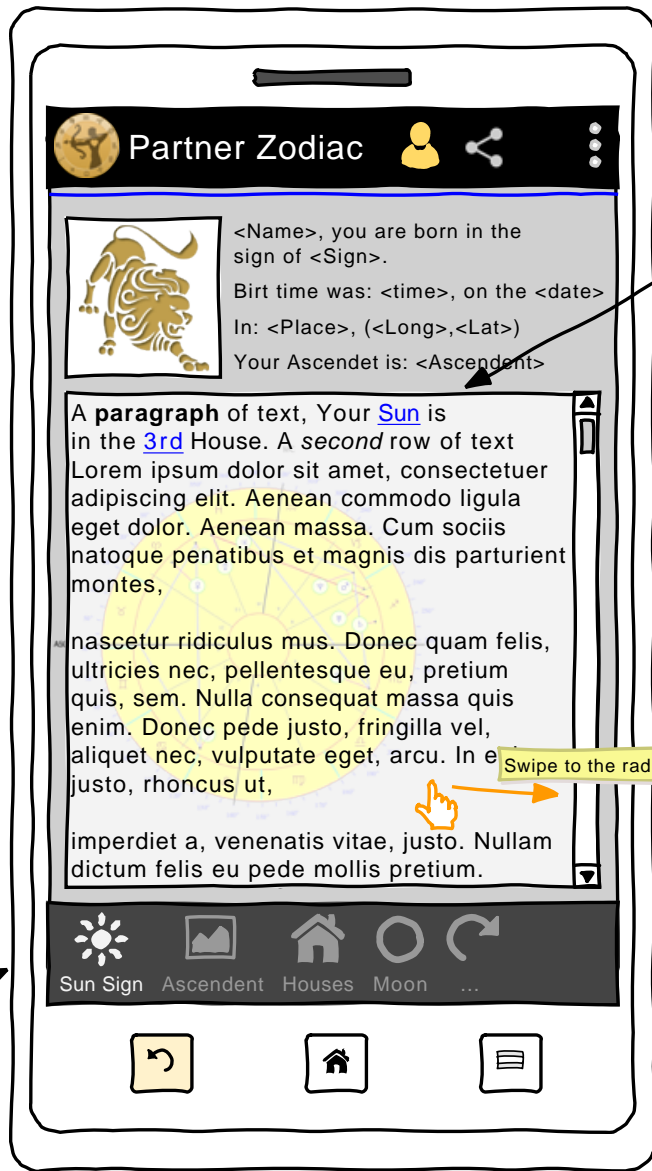 Partner Zodiac
<Name>, you are born in the
sign of <Sign>.
Birt time was: <time>, on the <date>
In: <Place>, (<Long>,<Lat>)
Your Ascendet is: <Ascendent>
A paragraph of text, Your Sun is
in the 3rd House. A second row of text
Lorem ipsum dolor sit amet, consectetuer
adipiscing elit. Aenean commodo ligula
eget dolor. Aenean massa. Cum sociis
natoque penatibus et magnis dis parturient
montes,
nascetur ridiculus mus. Donec quam felis,
ultricies nec, pellentesque eu, pretium
quis, sem. Nulla consequat massa quis
enim. Donec pede justo, fringilla vel,
aliquet nec, vulputate eget, arcu. In
Swipe to the rad
justo, rhoncus ut,
imperdiet a, venenatis vitae, justo. Nullam
dictum felis eu pede mollis pretium.
Sun Sign Ascendent Houses Moon ...